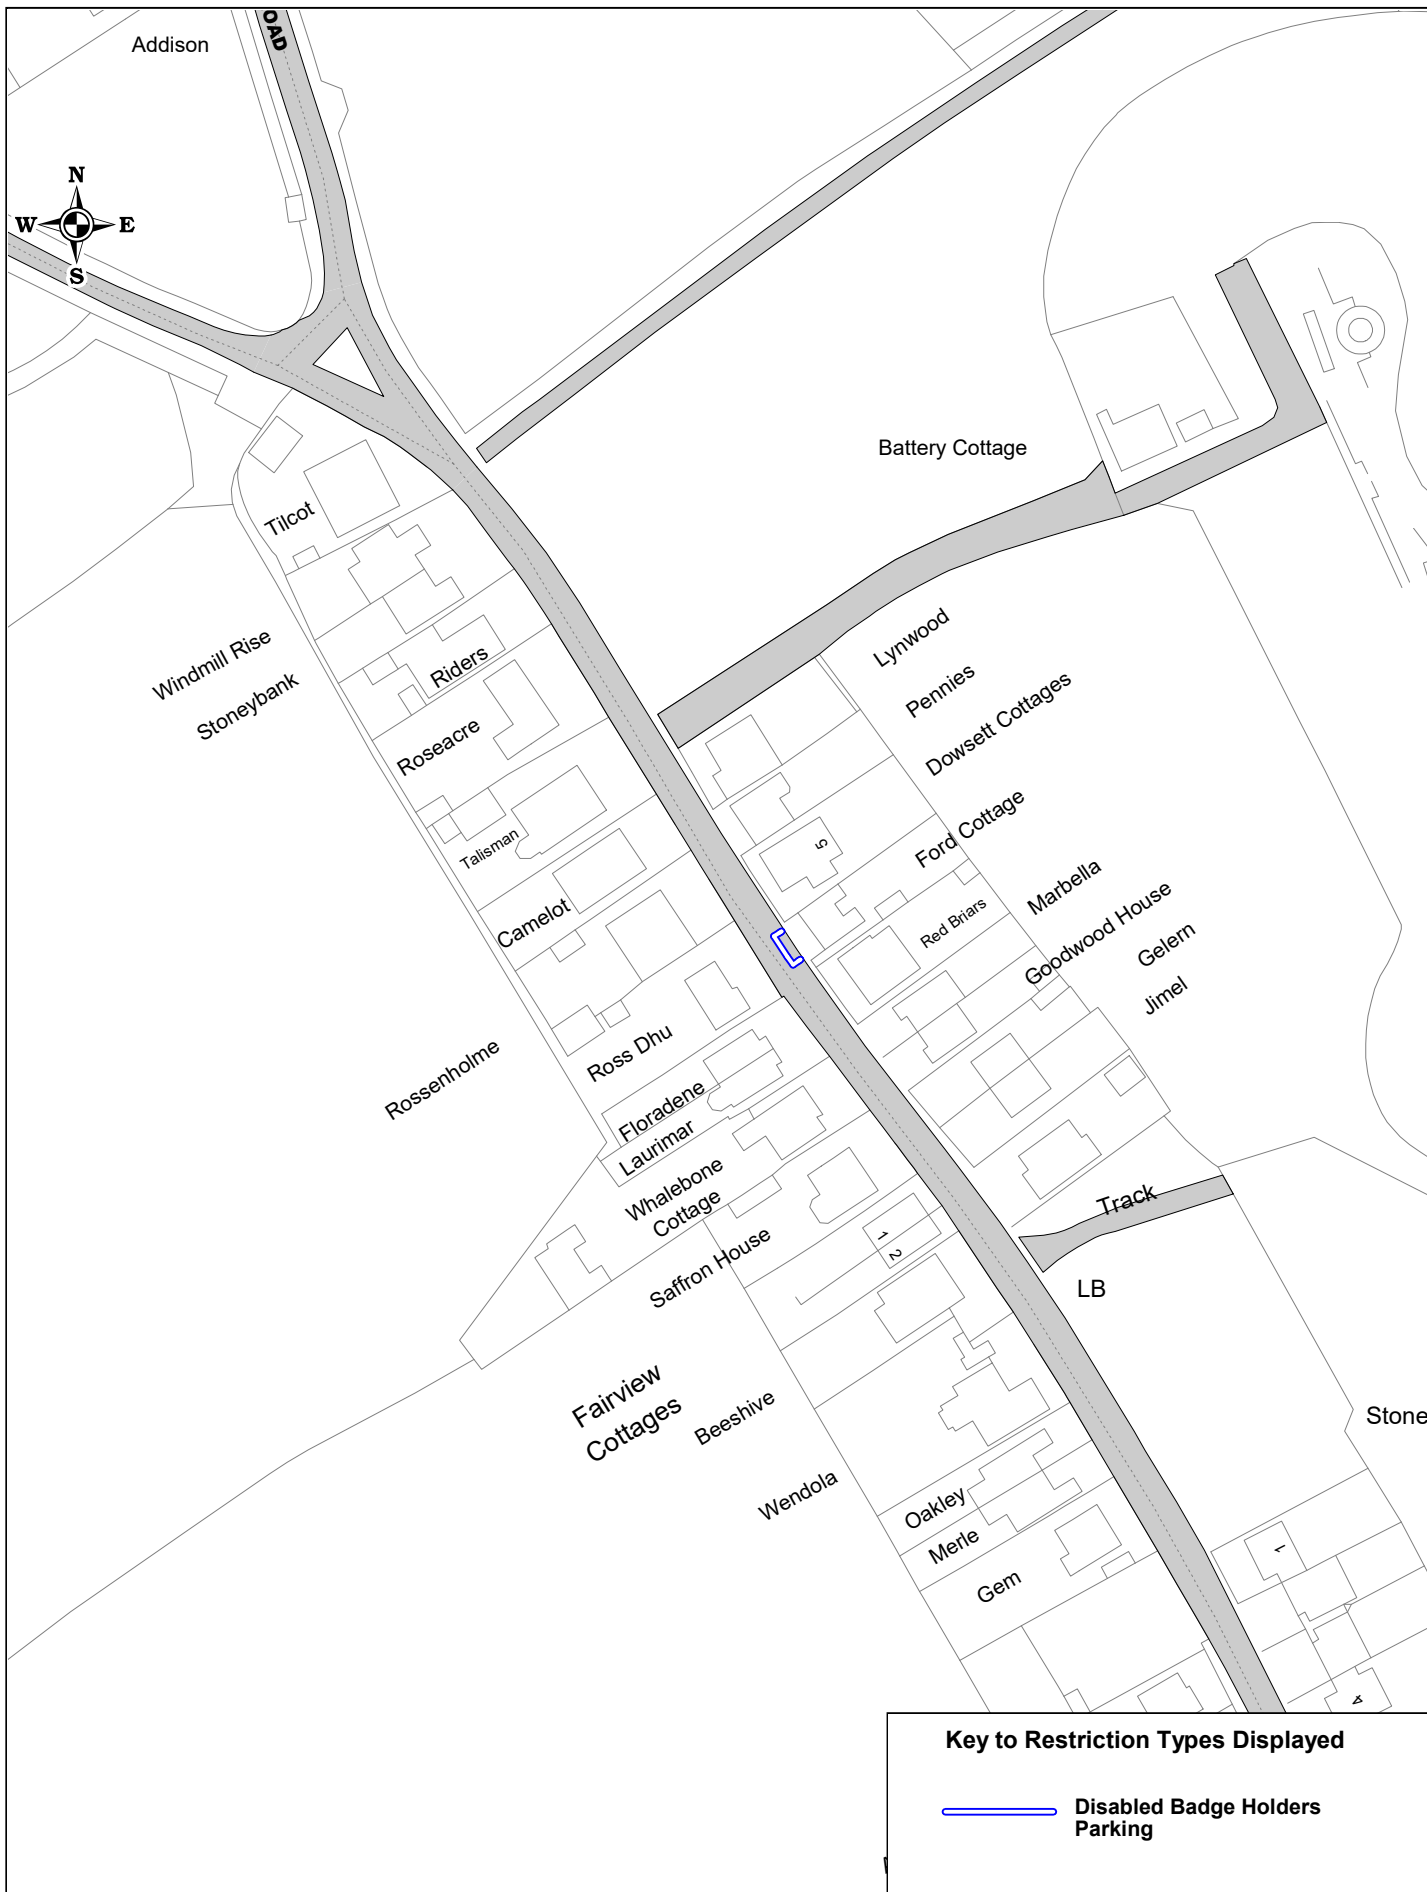 OAD
Addison
N
W E
S
Battery Cottage
Tilcot
Windmill Rise
Stoneybank
Riders
Roseacre
Talisman
Camelot
Lynwood
Pennies
Dowsett Cottages
5
Ford Cottage
Red Briars
Marbella
Goodwood House
Gelern
Jimel
Rossenholme
Ross Dhu
Floradene
Laurimar
Whalebone
Cottage
Saffron House
1
2
Track
LB
Fairview
Cottages
Beeshive
Wendola
Oakley
Merle
Gem
Stone
1
4
Key to Restriction Types Displayed
Disabled Badge Holders
Parking